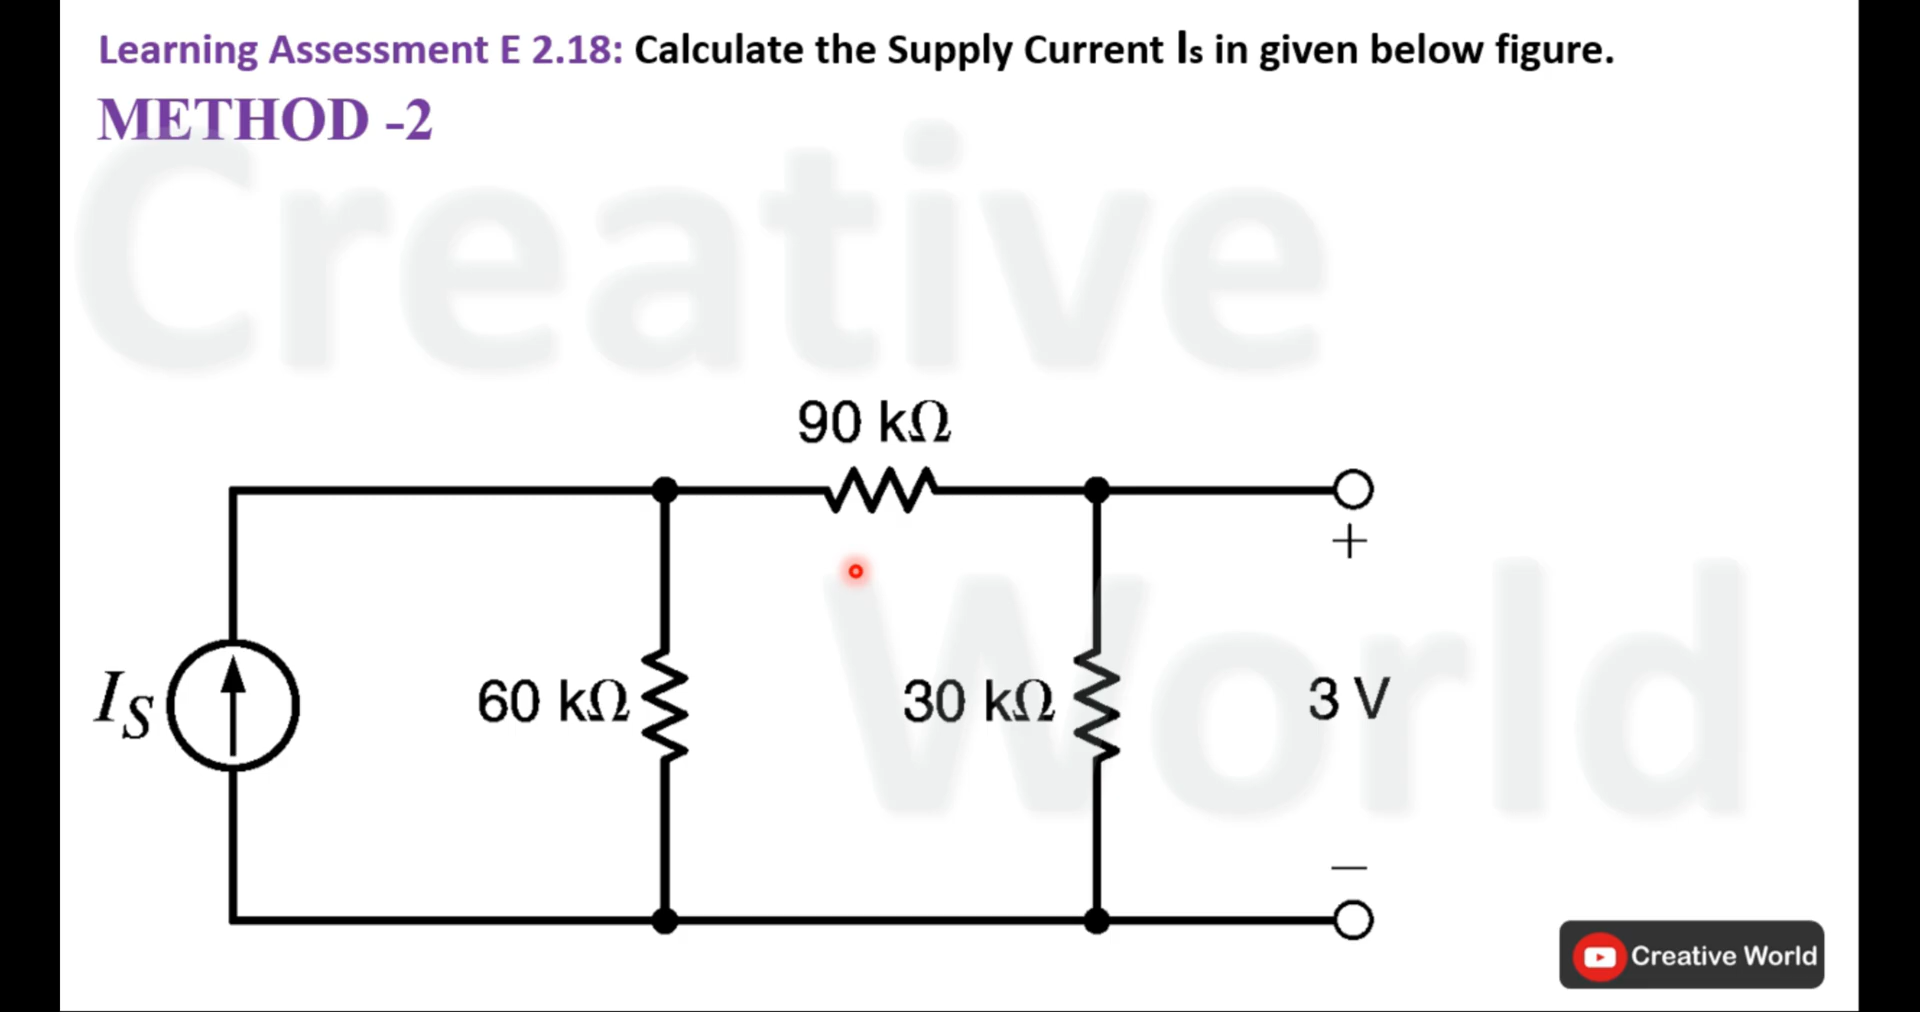 Learning Assessment E 2.18: Calculate the Supply Current Is in given below figure.
METHOD -2
Creative
90 kΩ
+
World
IS
60 kΩ
30 kΩ
3 V
—
Creative World